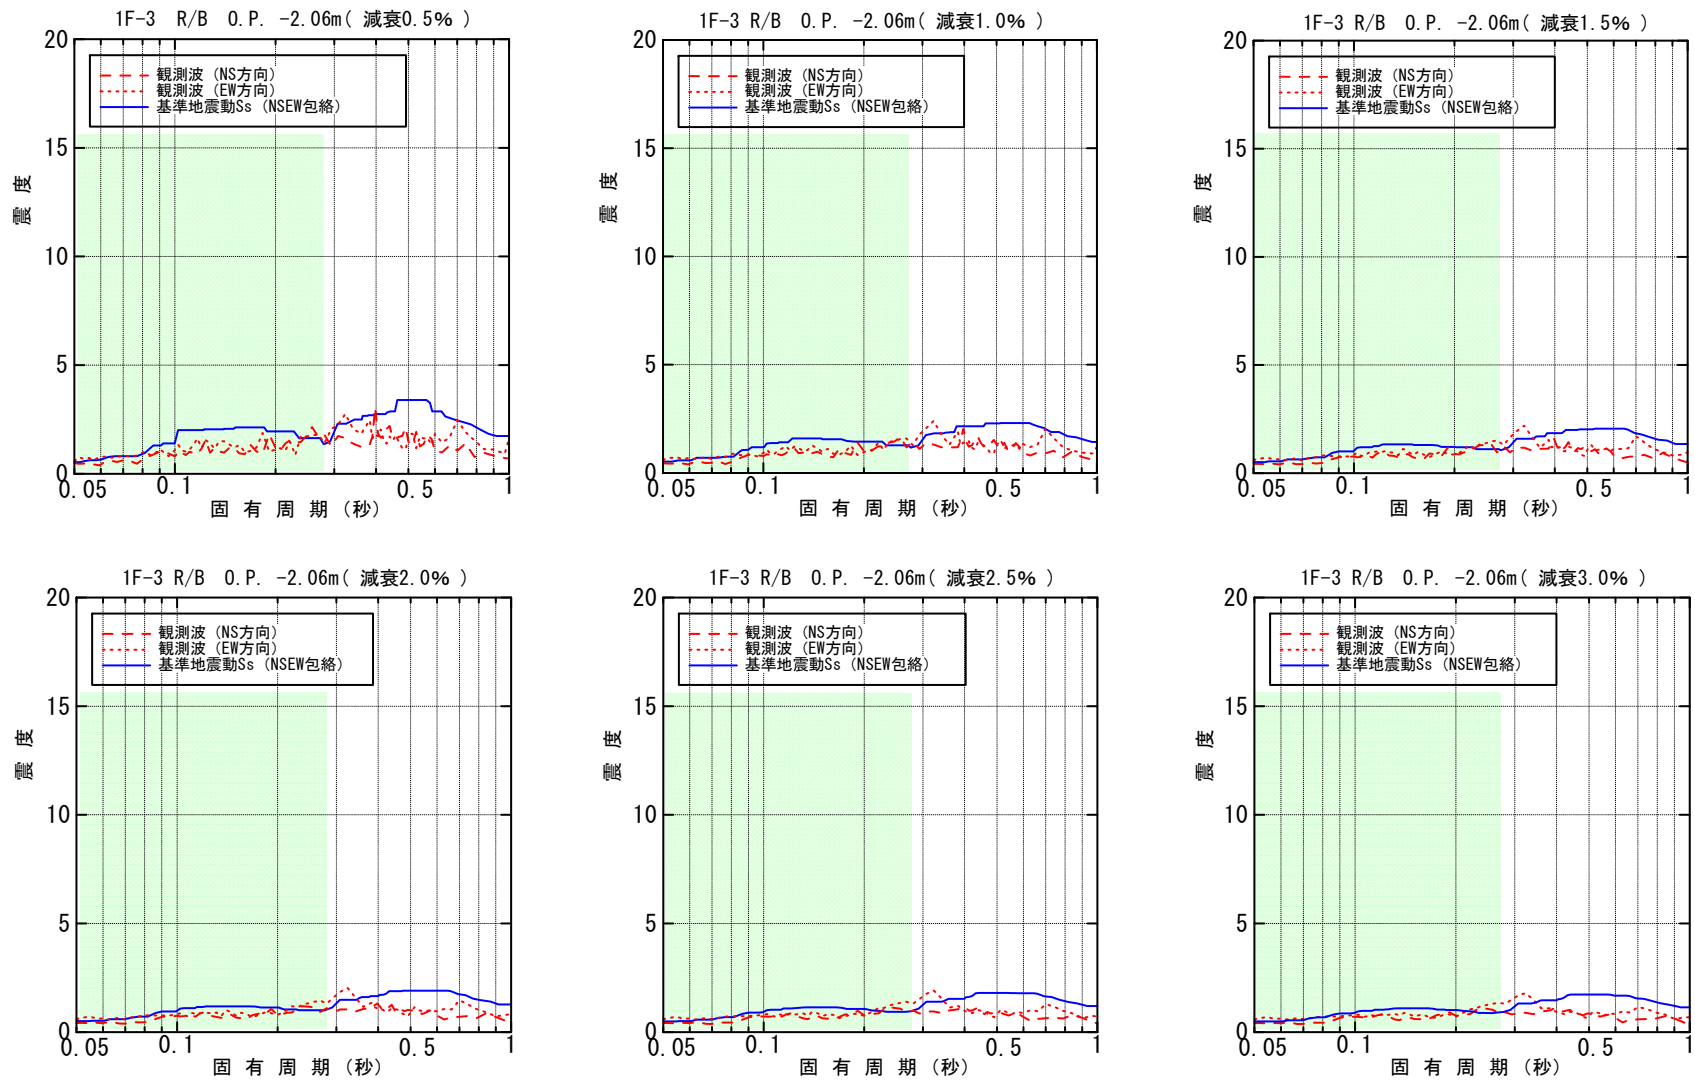 1F-3 R/B O.P. -2.06m( 減衰0.5% )
20
15
10
5
0
震 度
観測波 (NS方向)
観測波 (EW方向)
基準地震動Ss (NSEW包絡)
0.05 0.1 0.5 1
固 有 周 期 (秒)
1F-3 R/B O.P. -2.06m( 減衰1.0% )
20
15
10
5
0
震 度
観測波 (NS方向)
観測波 (EW方向)
基準地震動Ss (NSEW包絡)
0.05 0.1 0.5 1
固 有 周 期 (秒)
1F-3 R/B O.P. -2.06m( 減衰1.5% )
20
15
10
5
0
震 度
観測波 (NS方向)
観測波 (EW方向)
基準地震動Ss (NSEW包絡)
0.05 0.1 0.5 1
固 有 周 期 (秒)
1F-3 R/B O.P. -2.06m( 減衰2.0% )
20
15
10
5
0
震 度
観測波 (NS方向)
観測波 (EW方向)
基準地震動Ss (NSEW包絡)
0.05 0.1 0.5 1
固 有 周 期 (秒)
1F-3 R/B O.P. -2.06m( 減衰2.5% )
20
15
10
5
0
震 度
観測波 (NS方向)
観測波 (EW方向)
基準地震動Ss (NSEW包絡)
0.05 0.1 0.5 1
固 有 周 期 (秒)
1F-3 R/B O.P. -2.06m( 減衰3.0% )
20
15
10
5
0
震 度
観測波 (NS方向)
観測波 (EW方向)
基準地震動Ss (NSEW包絡)
0.05 0.1 0.5 1
固 有 周 期 (秒)